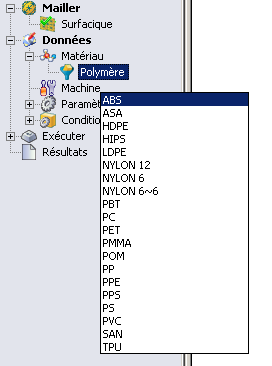 Mailler
Surfacique
Données
Matériau
Polymère
Machine
Paramèt
Conditio
Exécuter
Résultats
ABS
ASA
HDPE
HIPS
LDPE
NYLON 12
NYLON 6
NYLON 6~6
PBT
PC
PET
PMMA
POM
PP
PPE
PPS
PS
PVC
SAN
TPU